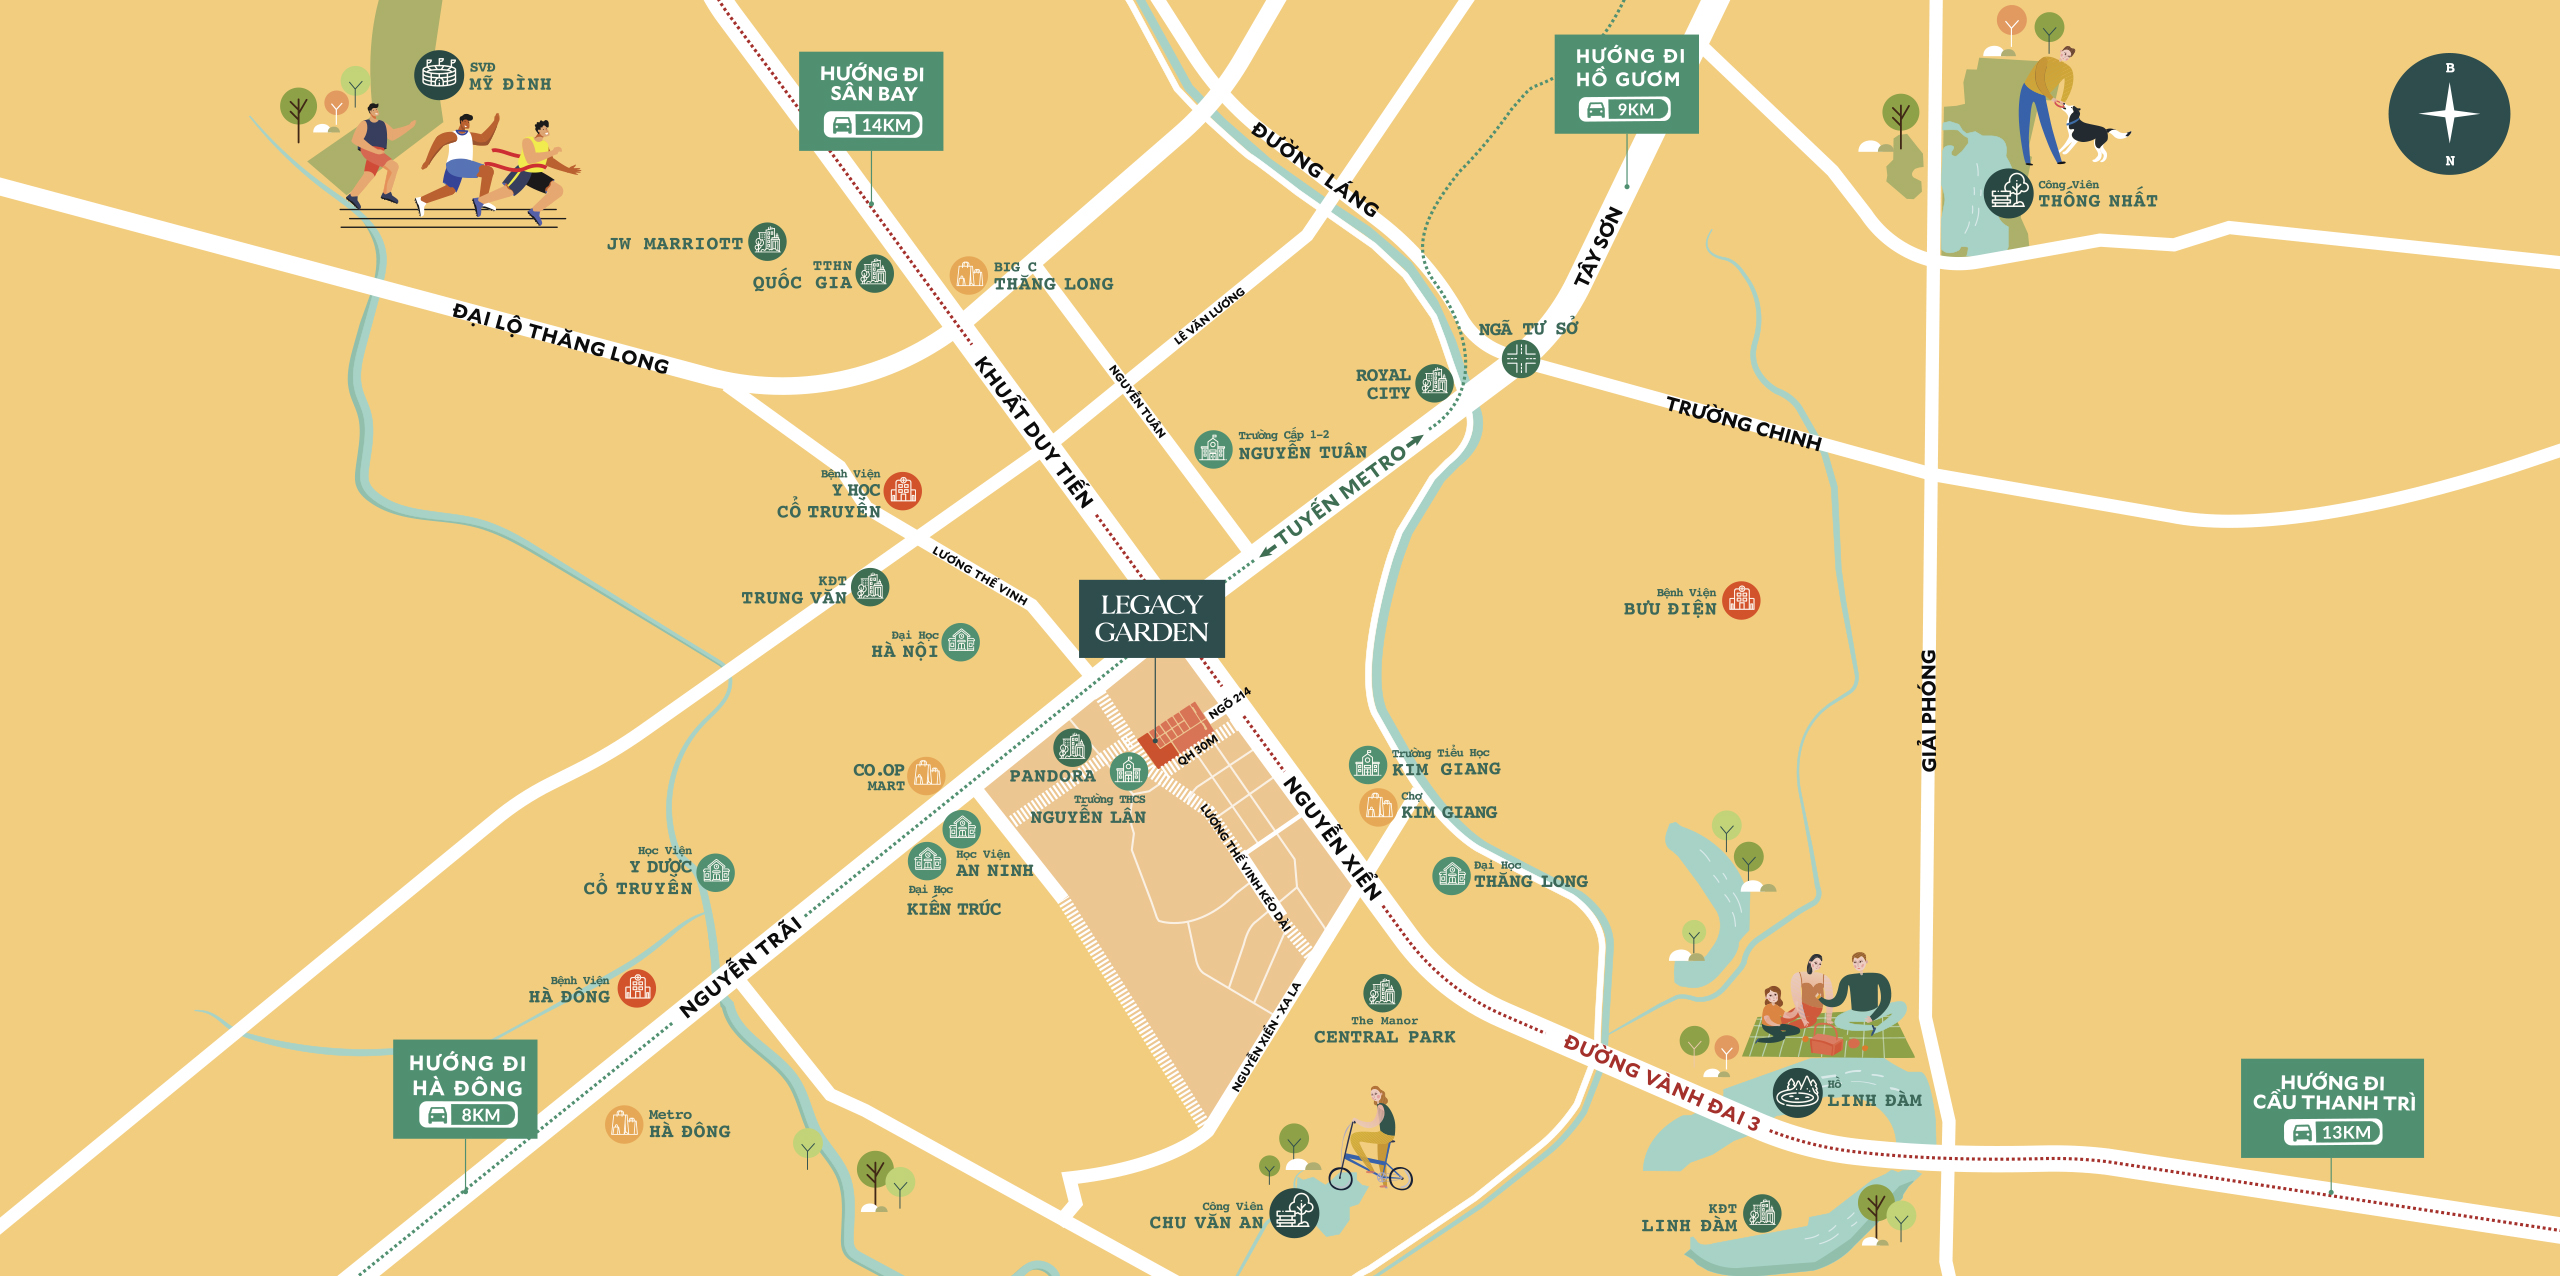 SVĐ
MỸ ĐÌNH
HƯỚNG ĐI
SÂN BAY
14KM
HƯỚNG ĐI
HỒ GƯƠM
9KM
B
N
Công Viên
THỐNG NHẤT
ĐƯỜNG LÁNG
TÂY SƠN
JW MARRIOTT
TTHN
QUỐC GIA
BIG C
THĂNG LONG
ĐẠI LỘ THĂNG LONG
LÊ VĂN LƯƠNG
NGÃ TƯ SỞ
KHUẤT DUY TIẾN
NGUYỄN TUÂN
ROYAL
CITY
TRƯỜNG CHINH
Trường Cấp 1-2
NGUYỄN TUÂN
TUYẾN METRO
Bệnh Viện
Y HỌC
CỔ TRUYỀN
LƯƠNG THẾ VINH
KĐT
TRUNG VĂN
LEGACY
GARDEN
Bệnh Viện
BƯU ĐIỆN
Đại Học
HÀ NỘI
GIẢI PHÓNG
NGÕ 214
QH 30M
PANDORA
CO.OP
MART
Trường THCS
NGUYỄN LÂN
Trường Tiểu Học
KIM GIANG
Chợ
KIM GIANG
NGUYỄN XIỂN
LƯƠNG THẾ VINH KÉO DÀI
Học Viện
AN NINH
Đại Học
KIẾN TRÚC
Học Viện
Y DƯỢC
CỔ TRUYỀN
Đại Học
THĂNG LONG
NGUYỄN TRÃI
Bệnh Viện
HÀ ĐÔNG
The Manor
CENTRAL PARK
NGUYỄN XIỂN - XA LA
ĐƯỜNG VÀNH ĐAI 3
HƯỚNG ĐI
HÀ ĐÔNG
8KM
Metro
HÀ ĐÔNG
Hồ
LINH ĐÀM
HƯỚNG ĐI
CẦU THANH TRÌ
13KM
Công Viên
CHU VĂN AN
KĐT
LINH ĐÀM